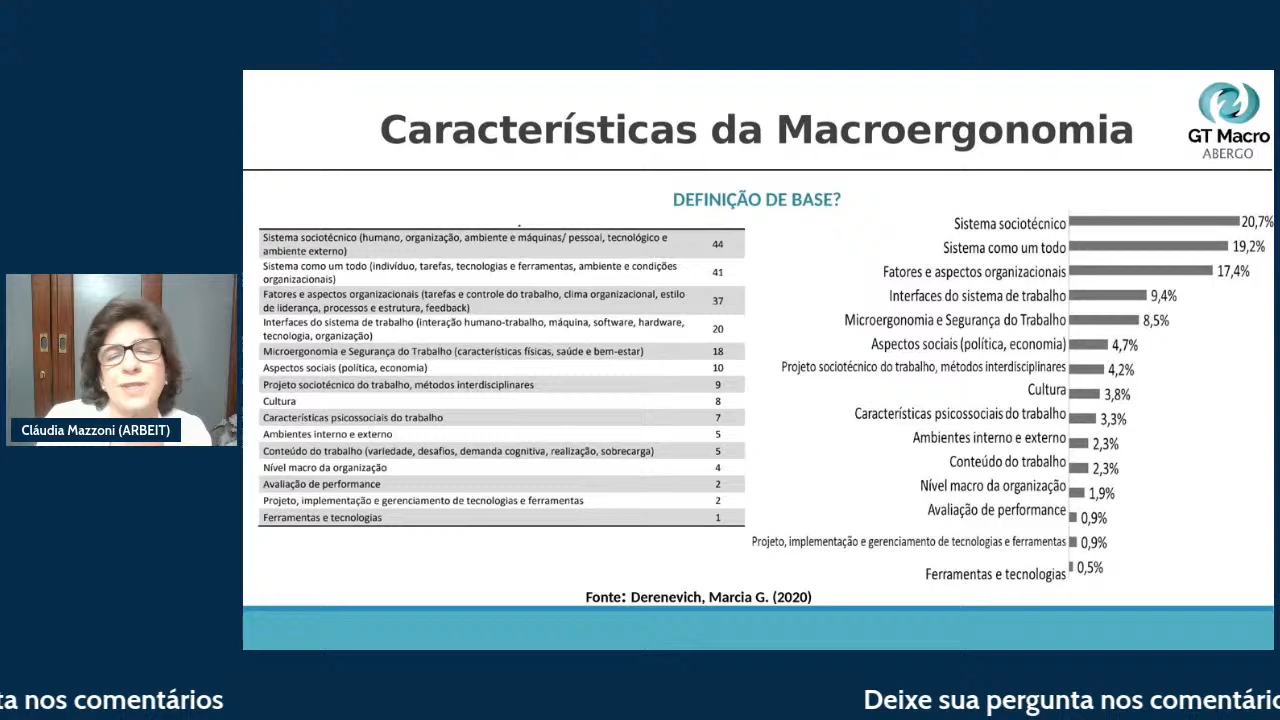 Características da Macroergonomia
GT Macro
ABERGO
DEFINIÇÃO DE BASE?
Sistema sociotécnico (humano, organização, ambiente e máquinas/ pessoal, tecnológico e
ambiente externo) 44
Sistema como um todo (indivíduo, tarefas, tecnologias e ferramentas, ambiente e condições
organizacionais) 41
Fatores e aspectos organizacionais (tarefas e controle do trabalho, clima organizacional, estilo
de liderança, processos e estrutura, feedback) 37
Interfaces do sistema de trabalho (interação humano-trabalho, máquina, software, hardware,
tecnologia, organização) 20
Microergonomia e Segurança do Trabalho (características físicas, saúde e bem-estar) 18
Aspectos sociais (política, economia) 10
Projeto sociotécnico do trabalho, métodos interdisciplinares 9
Cultura 8
Características psicossociais do trabalho 7
Ambientes interno e externo 5
Conteúdo do trabalho (variedade, desafios, demanda cognitiva, realização, sobrecarga) 5
Nível macro da organização 4
Avaliação de performance 2
Projeto, implementação e gerenciamento de tecnologias e ferramentas 2
Ferramentas e tecnologias 1
Sistema sociotécnico 20,7%
Sistema como um todo 19,2%
Fatores e aspectos organizacionais 17,4%
Interfaces do sistema de trabalho 9,4%
Microergonomia e Segurança do Trabalho 8,5%
Aspectos sociais (política, economia) 4,7%
Projeto sociotécnico do trabalho, métodos interdisciplinares 4,2%
Cultura 3,8%
Características psicossociais do trabalho 3,3%
Ambientes interno e externo 2,3%
Conteúdo do trabalho 2,3%
Nível macro da organização 1,9%
Avaliação de performance 0,9%
Projeto, implementação e gerenciamento de tecnologias e ferramentas 0,9%
Ferramentas e tecnologias 0,5%
Fonte: Derenevich, Marcia G. (2020)
Cláudia Mazzoni (ARBEIT)
ta nos comentários
Deixe sua pergunta nos comentário